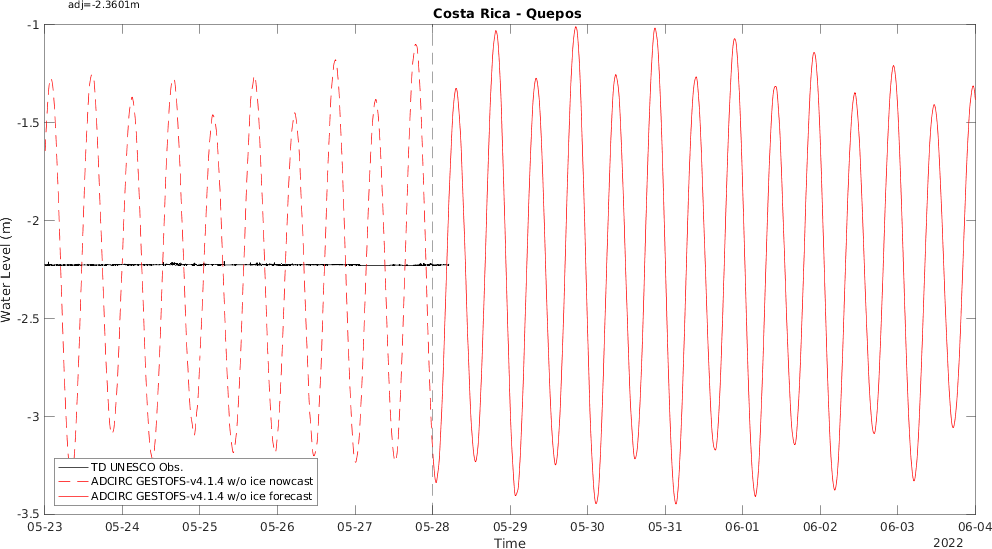 adj=-2.3601m
Costa Rica - Quepos
-1
-1.5
-2
-2.5
-3
-3.5
Water Level (m)
TD UNESCO Obs.
ADCIRC GESTOFS-v4.1.4 w/o ice nowcast
ADCIRC GESTOFS-v4.1.4 w/o ice forecast
05-23 05-24 05-25 05-26 05-27 05-28 05-29 05-30 05-31 06-01 06-02 06-03 06-04
Time
2022